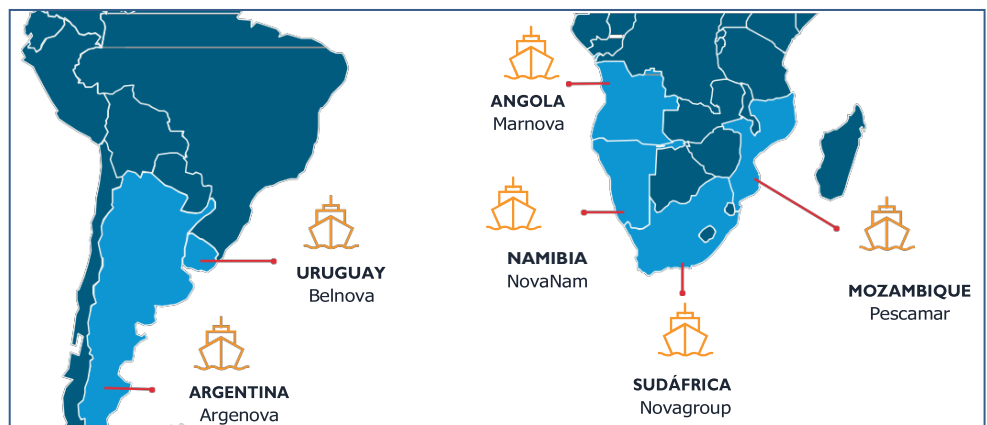 ANGOLA
Marnova
NAMIBIA
NovaNam
URUGUAY
Belnova
MOZAMBIQUE
Pescamar
SUDÁFRICA
Novagroup
ARGENTINA
Argenova